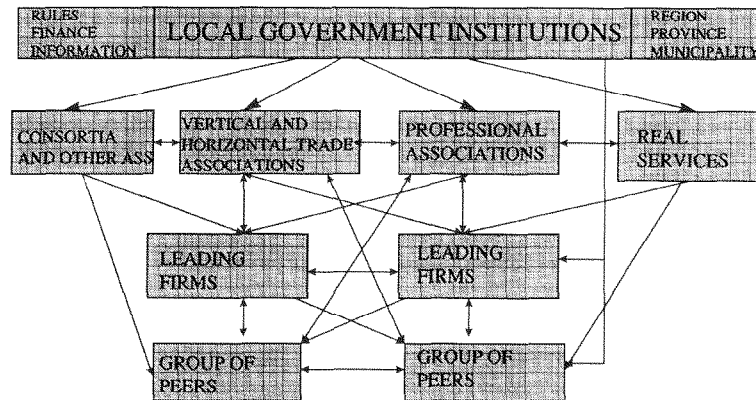 RULES
FINANCE
INFORMATION
LOCAL GOVERNMENT INSTITUTIONS
REGION
PROVINCE
MUNICIPALITY
CONSORTIA
AND OTHER ASS
VERTICAL AND
HORIZONTAL TRADE
ASSOCIATIONS
PROFESSIONAL
ASSOCIATIONS
REAL
SERVICES
LEADING
FIRMS
LEADING
FIRMS
GROUP OF
PEERS
GROUP OF
PEERS